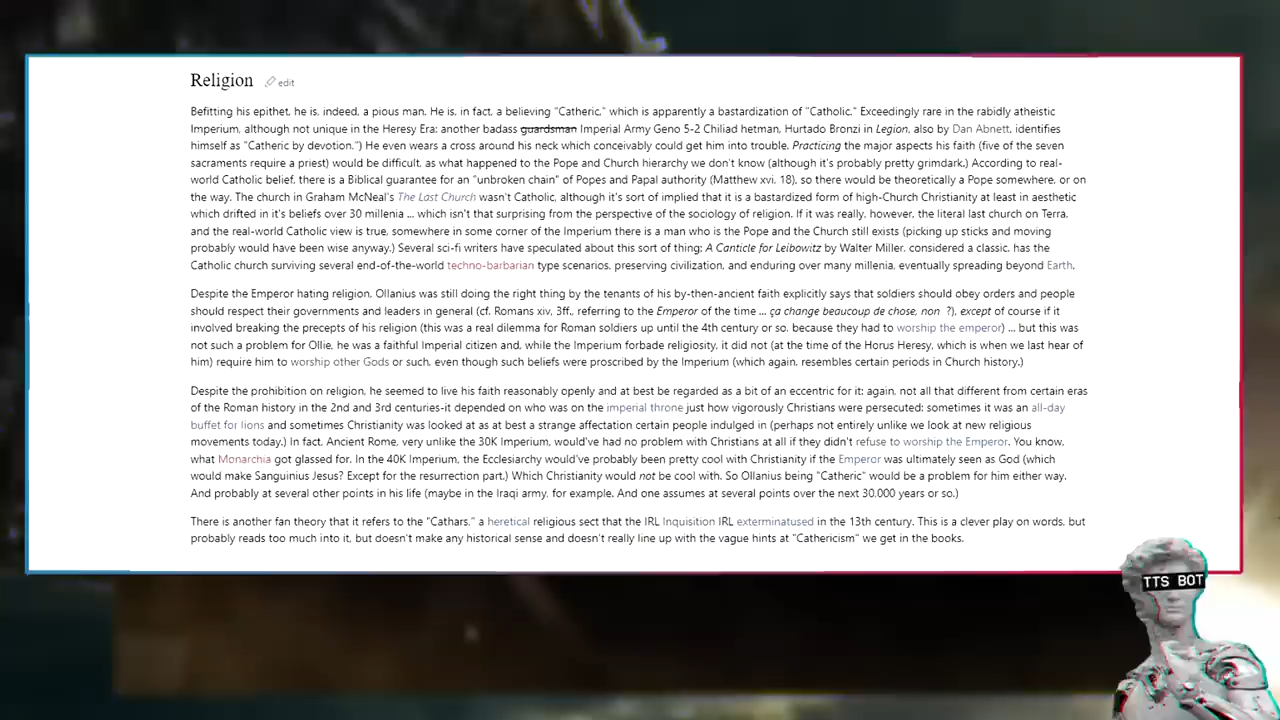 Religion edit
Befitting his epithet, he is, indeed, a pious man. He is, in fact, a believing "Catheric," which is apparently a bastardization of "Catholic." Exceedingly rare in the rabidly atheistic
Imperium, although not unique in the Heresy Era: another badass guardsman Imperial Army Geno 5-2 Chiliad hetman, Hurtado Bronzi in Legion, also by Dan Abnett, identifies
himself as "Catheric by devotion.") He even wears a cross around his neck which conceivably could get him into trouble. Practicing the major aspects his faith (five of the seven
sacraments require a priest) would be difficult, as what happened to the Pope and Church hierarchy we don't know (although it's probably pretty grimdark.) According to real-
world Catholic belief, there is a Biblical guarantee for an "unbroken chain" of Popes and Papal authority (Matthew xvi, 18), so there would be theoretically a Pope somewhere, or on
the way. The church in Graham McNeal's The Last Church wasn't Catholic, although it's sort of implied that it is a bastardized form of high-Church Christianity at least in aesthetic
which drifted in it's beliefs over 30 millenia ... which isn't that surprising from the perspective of the sociology of religion. If it was really, however, the literal last church on Terra,
and the real-world Catholic view is true, somewhere in some corner of the Imperium there is a man who is the Pope and the Church still exists (picking up sticks and moving
probably would have been wise anyway.) Several sci-fi writers have speculated about this sort of thing: A Canticle for Leibowitz by Walter Miller, considered a classic, has the
Catholic church surviving several end-of-the-world techno-barbarian type scenarios, preserving civilization, and enduring over many millenia, eventually spreading beyond Earth.
Despite the Emperor hating religion, Ollanius was still doing the right thing by the tenants of his by-then-ancient faith explicitly says that soldiers should obey orders and people
should respect their governments and leaders in general (cf. Romans xiv, 3ff., referring to the Emperor of the time ... ça change beaucoup de chose, non ?), except of course if it
involved breaking the precepts of his religion (this was a real dilemma for Roman soldiers up until the 4th century or so, because they had to worship the emperor) ... but this was
not such a problem for Ollie, he was a faithful Imperial citizen and, while the Imperium forbade religiosity, it did not (at the time of the Horus Heresy, which is when we last hear of
him) require him to worship other Gods or such, even though such beliefs were proscribed by the Imperium (which again, resembles certain periods in Church history.)
Despite the prohibition on religion, he seemed to live his faith reasonably openly and at best be regarded as a bit of an eccentric for it: again, not all that different from certain eras
of the Roman history in the 2nd and 3rd centuries-it depended on who was on the imperial throne just how vigorously Christians were persecuted: sometimes it was an all-day
buffet for lions and sometimes Christianity was looked at as at best a strange affectation certain people indulged in (perhaps not entirely unlike we look at new religious
movements today.) In fact, Ancient Rome, very unlike the 30K Imperium, would've had no problem with Christians at all if they didn't refuse to worship the Emperor. You know,
what Monarchia got glassed for. In the 40K Imperium, the Ecclesiarchy would've probably been pretty cool with Christianity if the Emperor was ultimately seen as God (which
would make Sanguinius Jesus? Except for the resurrection part.) Which Christianity would not be cool with. So Ollanius being "Catheric" would be a problem for him either way.
And probably at several other points in his life (maybe in the Iraqi army, for example. And one assumes at several points over the next 30,000 years or so.)
There is another fan theory that it refers to the "Cathars," a heretical religious sect that the IRL Inquisition IRL exterminatused in the 13th century. This is a clever play on words, but
probably reads too much into it, but doesn't make any historical sense and doesn't really line up with the vague hints at "Cathericism" we get in the books.
TTS BOT